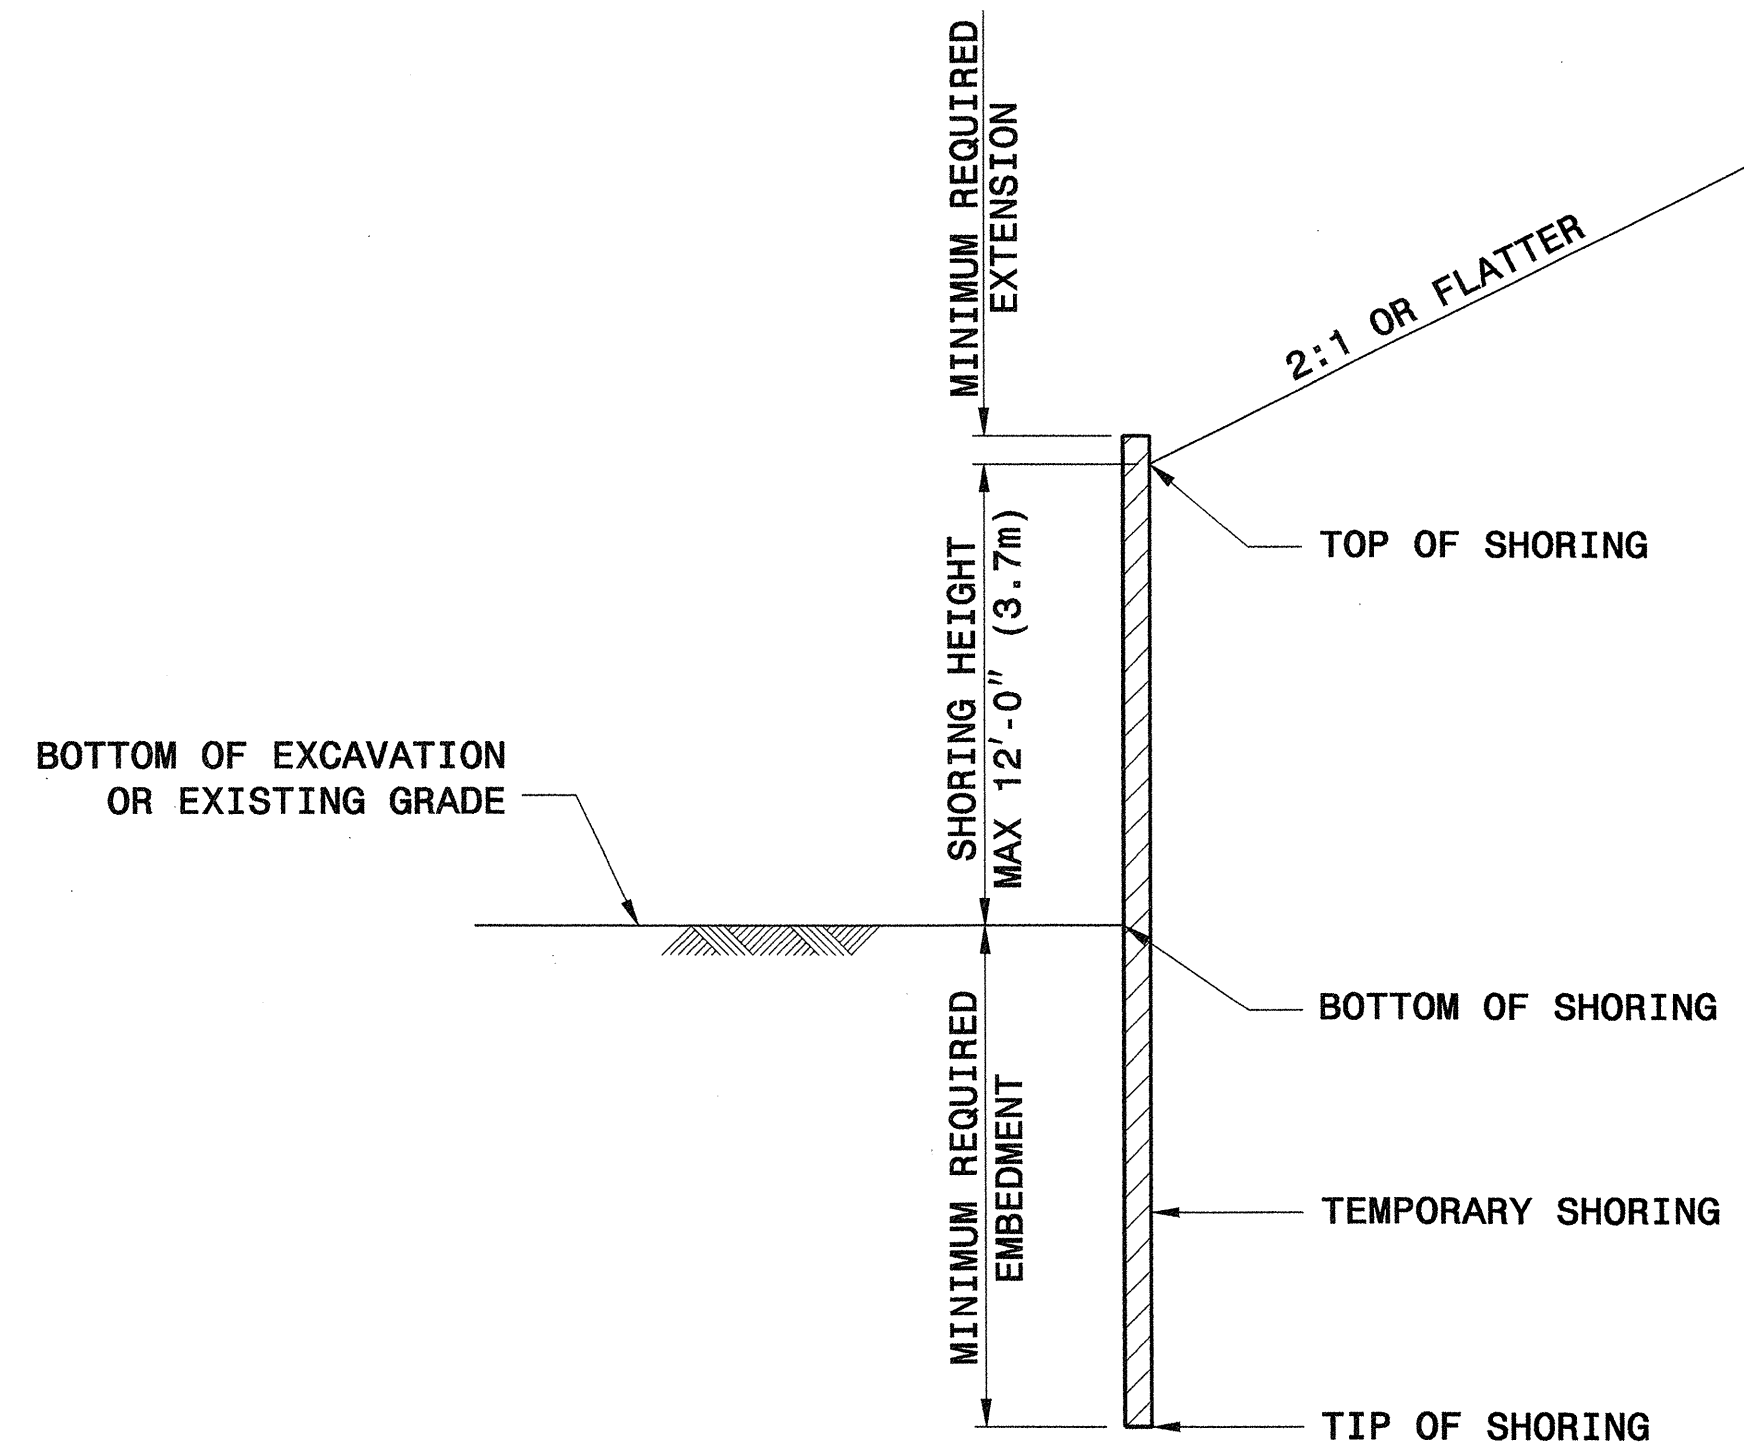 MINIMUM REQUIRED
EXTENSION
2:1 OR FLATTER
TOP OF SHORING
SHORING HEIGHT
MAX 12'-0" (3.7m)
BOTTOM OF EXCAVATION
OR EXISTING GRADE
BOTTOM OF SHORING
MINIMUM REQUIRED
EMBEDMENT
TEMPORARY SHORING
TIP OF SHORING